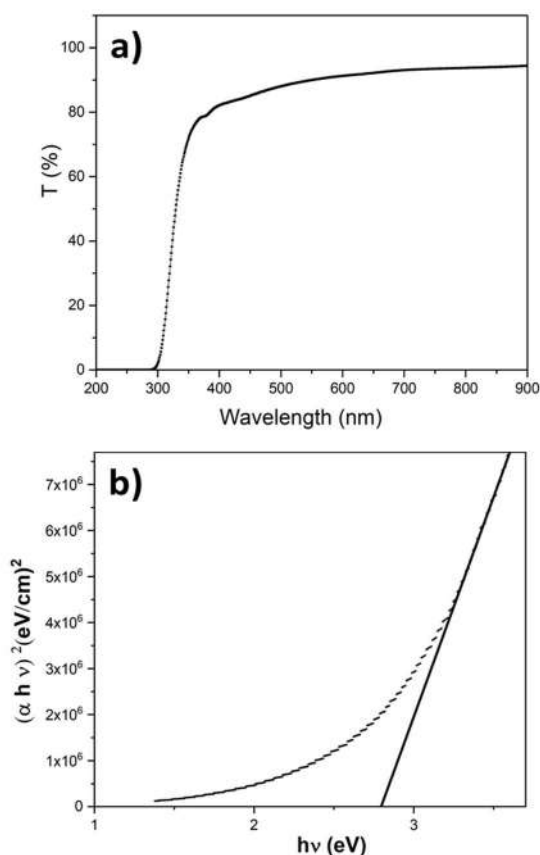 a)
100
80
60
40
20
0
T (%)
200 300 400 500 600 700 800 900
Wavelength (nm)
b)
7x10⁶
6x10⁶
5x10⁶
4x10⁶
3x10⁶
2x10⁶
1x10⁶
0
(α h ν) ²(eV/cm)²
1 2 3
hν (eV)